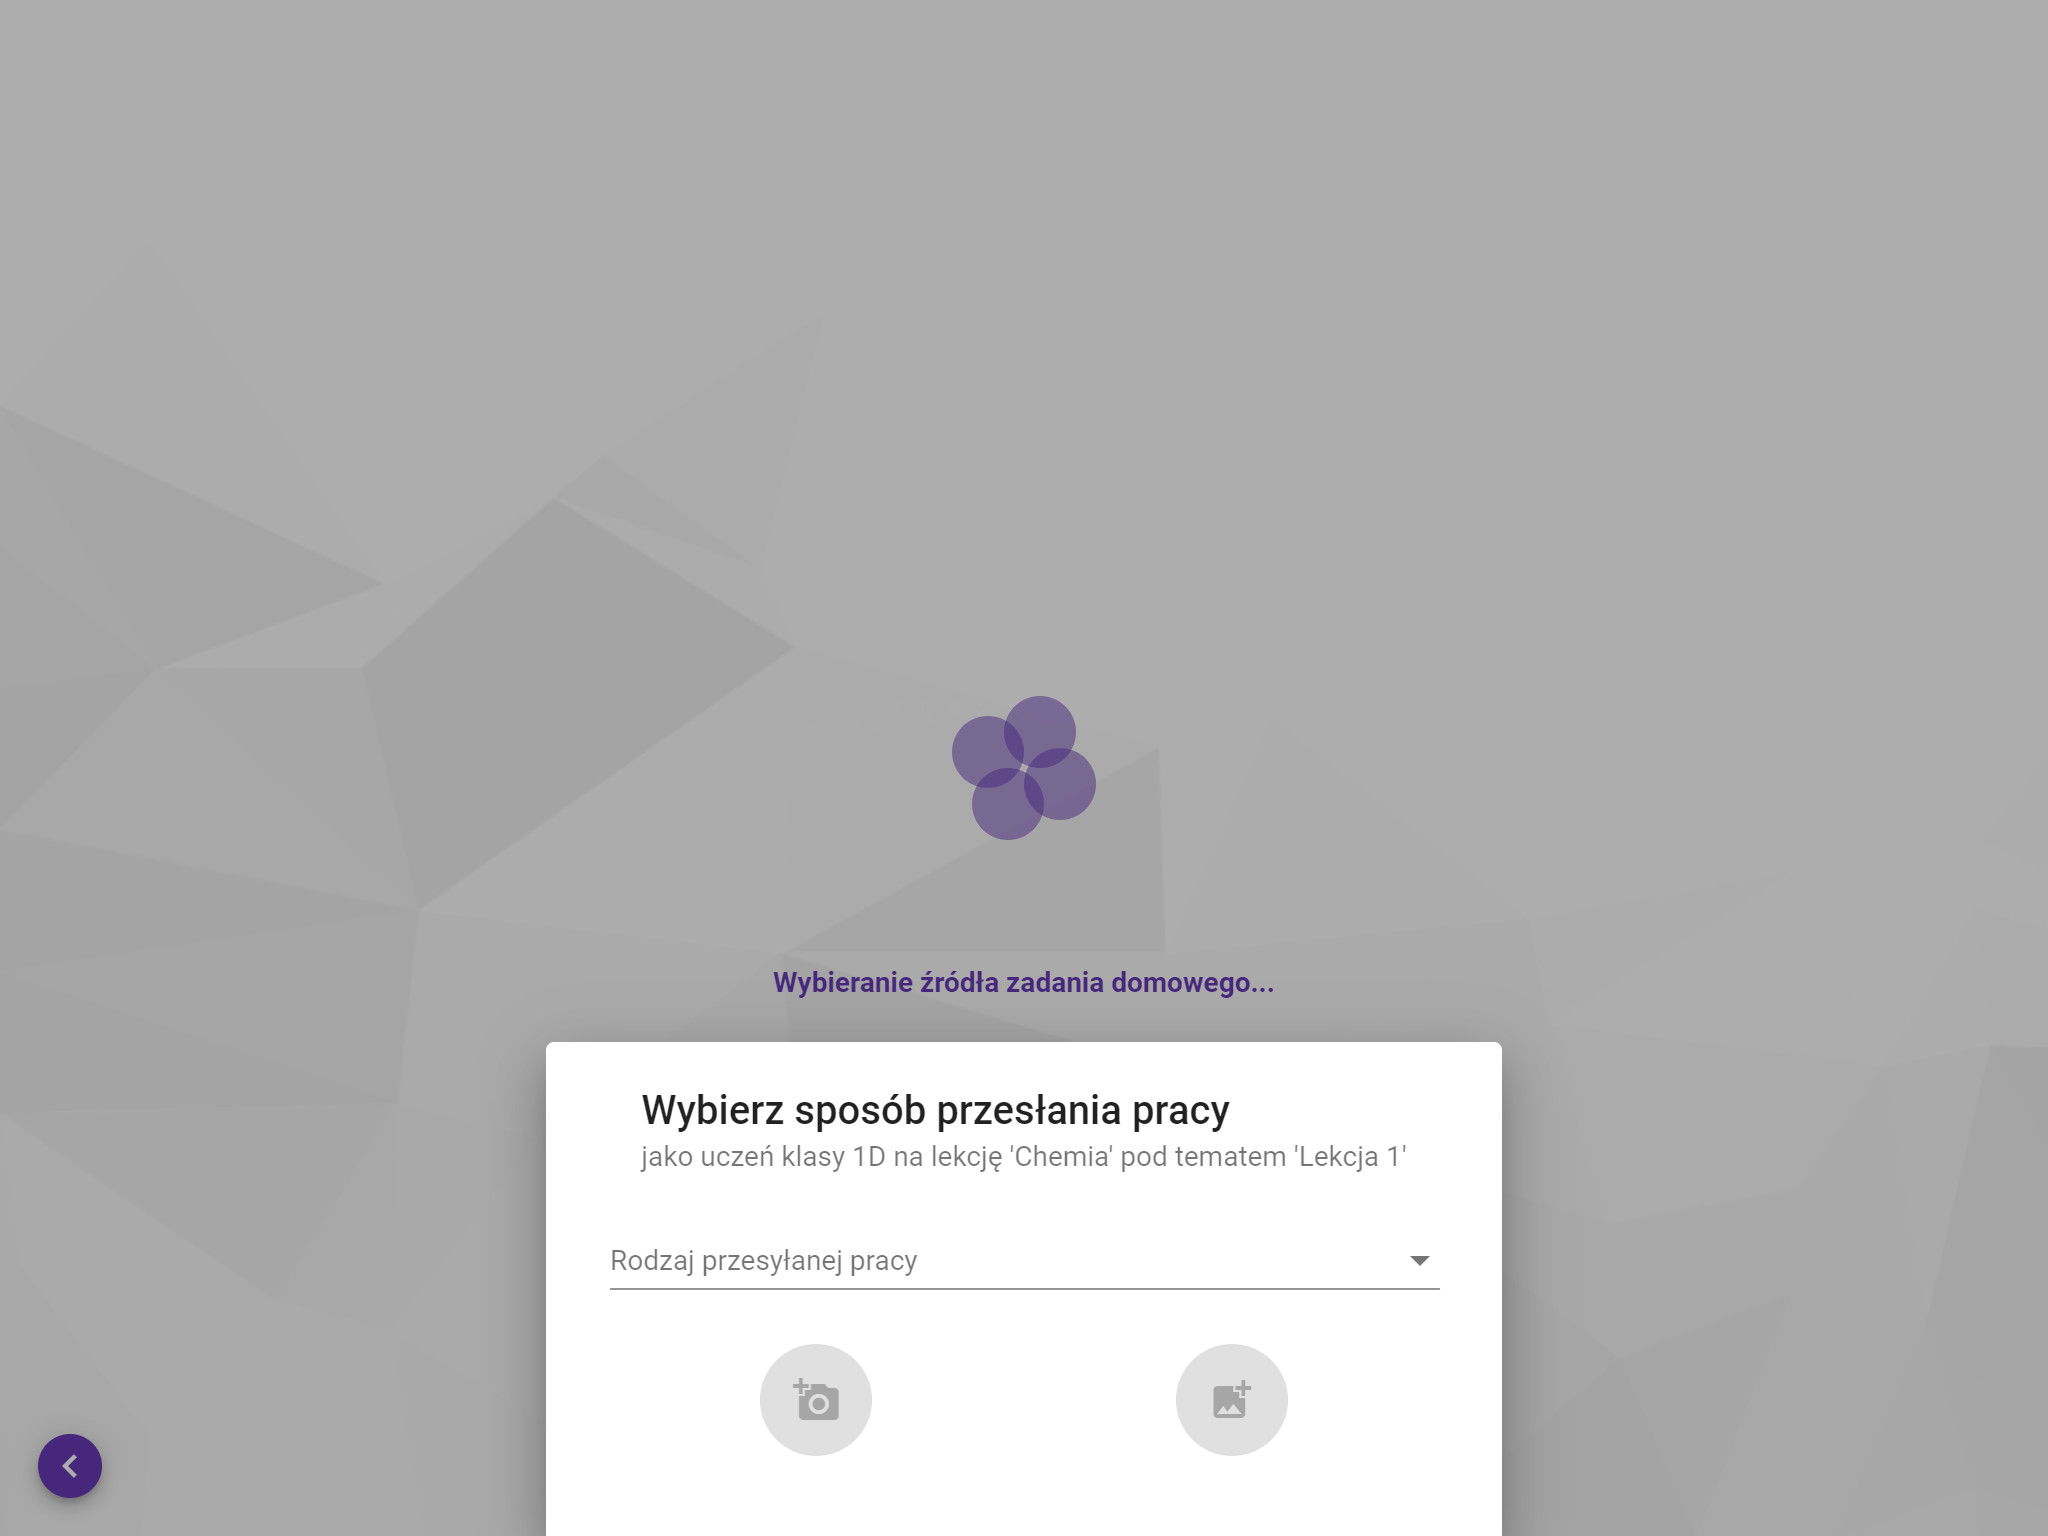 Wybieranie źródła zadania domowego...
Wybierz sposób przesłania pracy
jako uczeń klasy 1D na lekcję 'Chemia' pod tematem 'Lekcja 1'
Rodzaj przesyłanej pracy